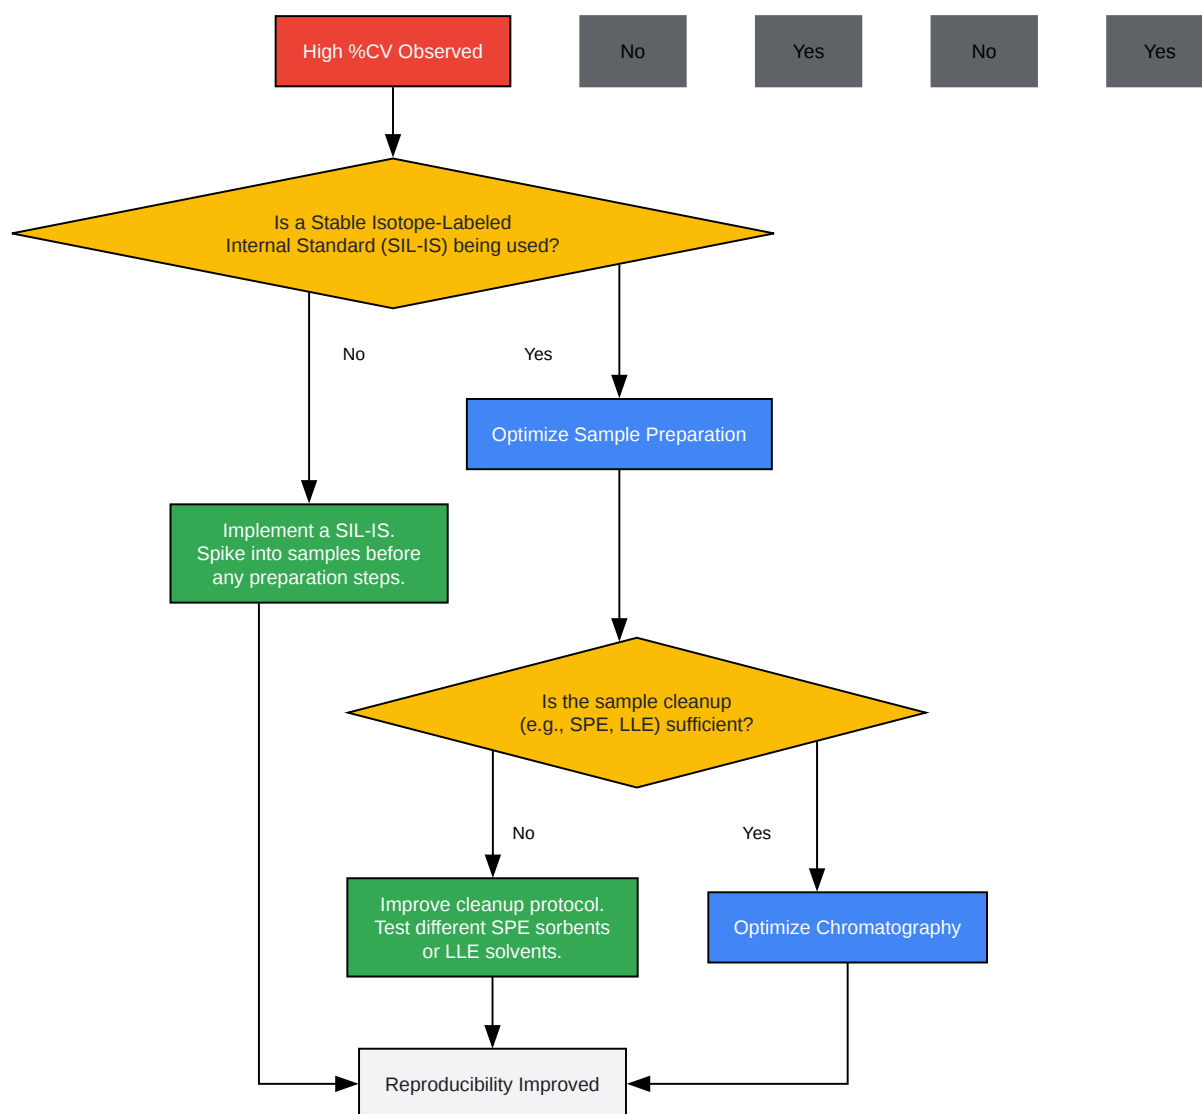 High %CV Observed
No
Yes
No
Yes
Is a Stable Isotope-Labeled
Internal Standard (SIL-IS) being used?
No
Yes
Optimize Sample Preparation
Implement a SIL-IS.
Spike into samples before
any preparation steps.
Is the sample cleanup
(e.g., SPE, LLE) sufficient?
No
Yes
Improve cleanup protocol.
Test different SPE sorbents
or LLE solvents.
Optimize Chromatography
Reproducibility Improved